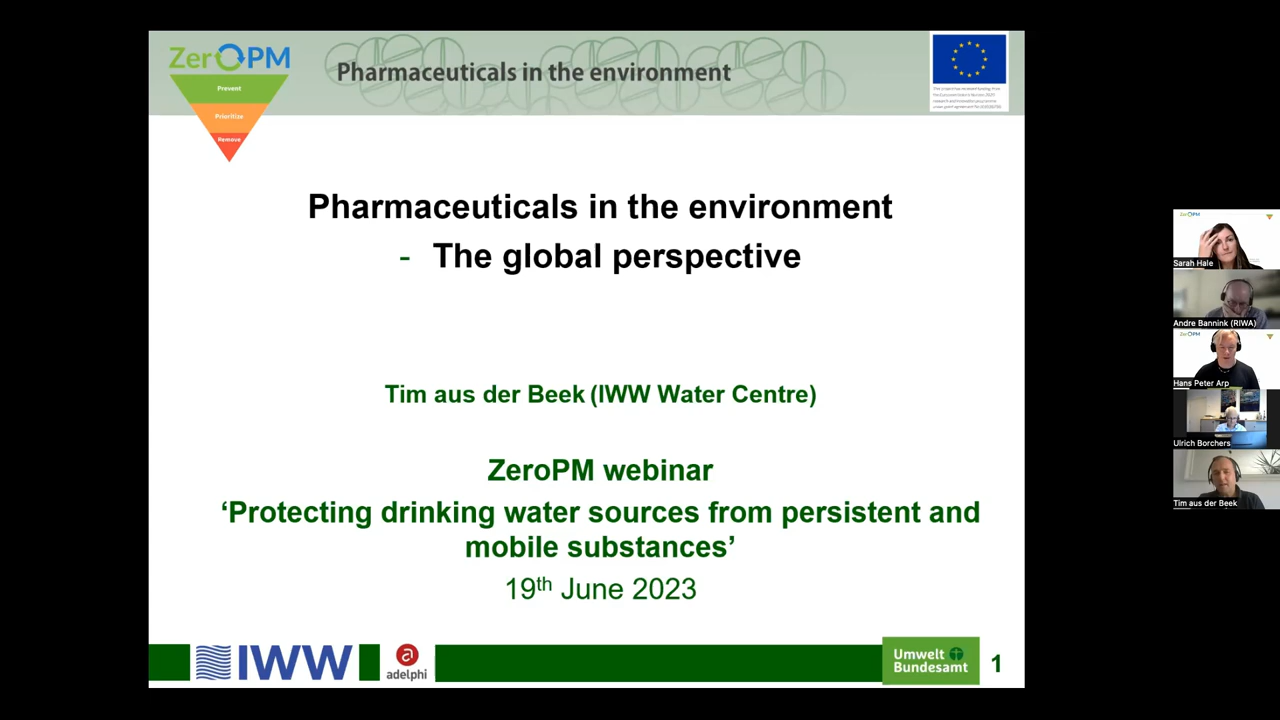 ZeroPM
Prevent
Prioritize
Remove
Pharmaceuticals in the environment
Pharmaceuticals in the environment
- The global perspective
Tim aus der Beek (IWW Water Centre)
ZeroPM webinar
‘Protecting drinking water sources from persistent and
mobile substances’
19th June 2023
IWW
adelphi
Umwelt
Bundesamt
1
ZeroPM
Sarah Hale
Andre Bannink (RIWA)
ZeroPM
Hans Peter Arp
Ulrich Borchers
Tim aus der Beek